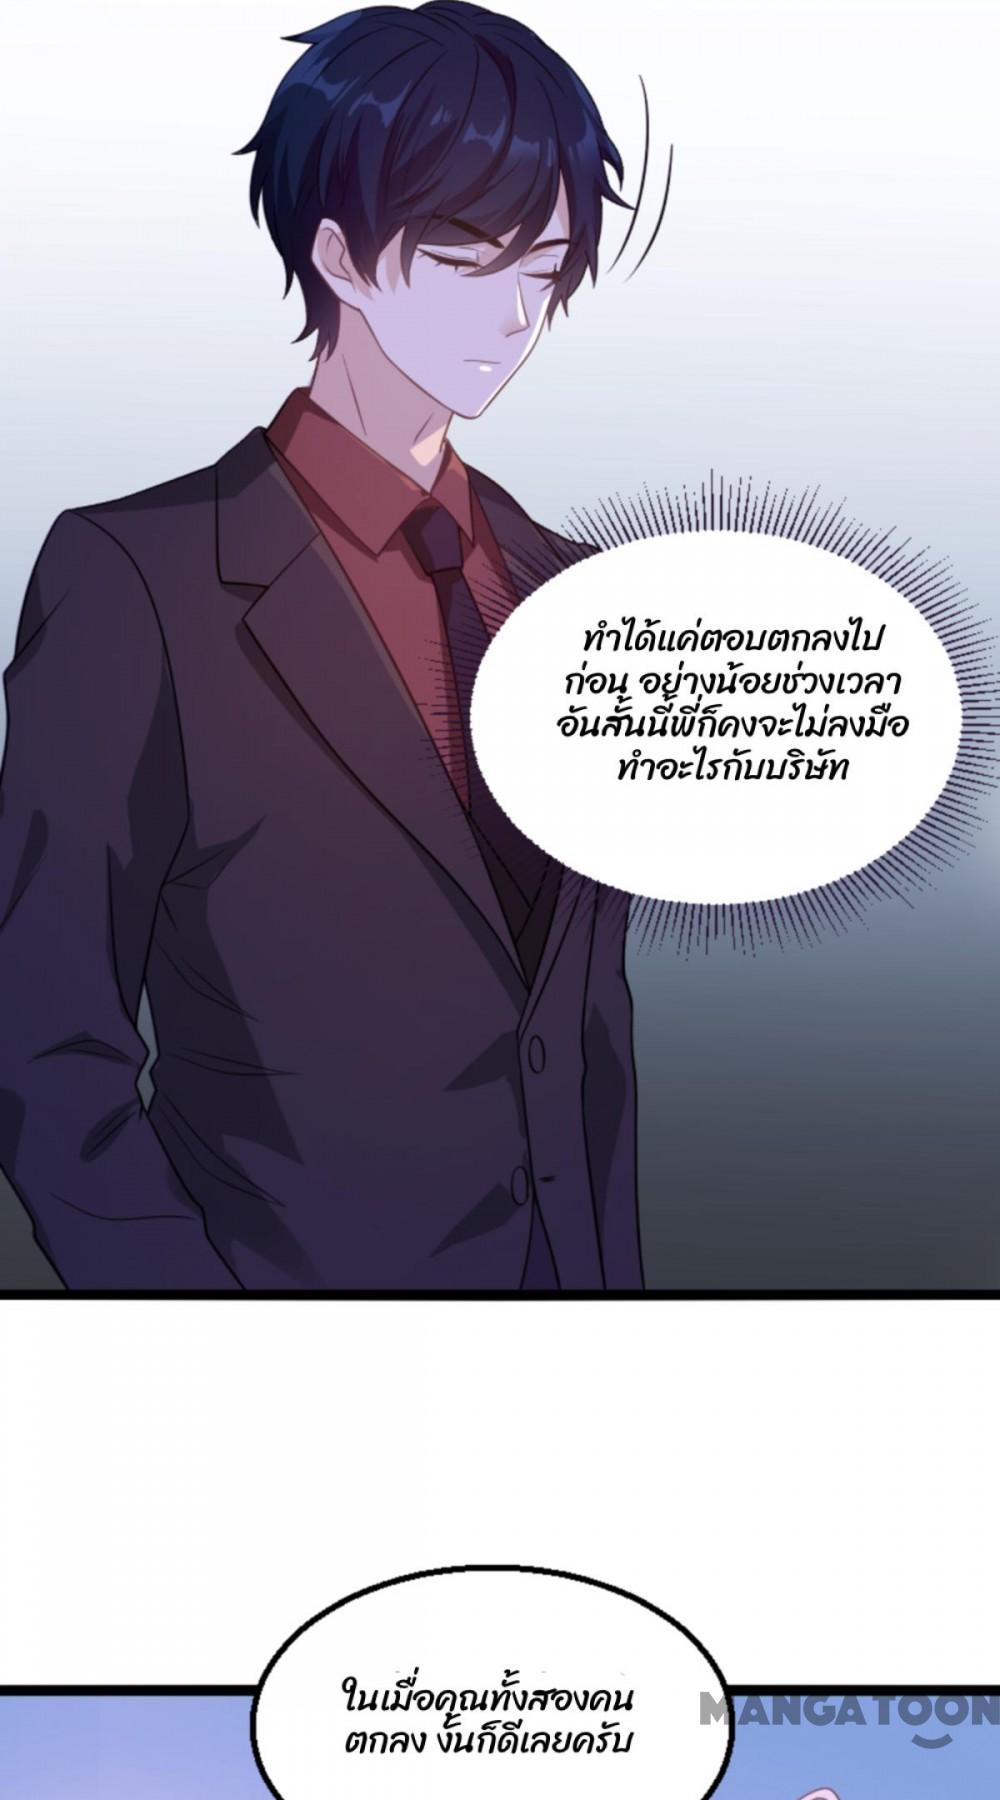 ทำได้แค่ตอบตกลงไป
ก่อน อย่างน้อยช่วงเวลา
อันสั้นนี้พี่ก็คงจะไม่ลงมือ
ทำอะไรกับบริษัท
ในเมื่อคุณทั้งสองคน
ตกลง งั้นก็ดีเลยครับ
MANGATOON